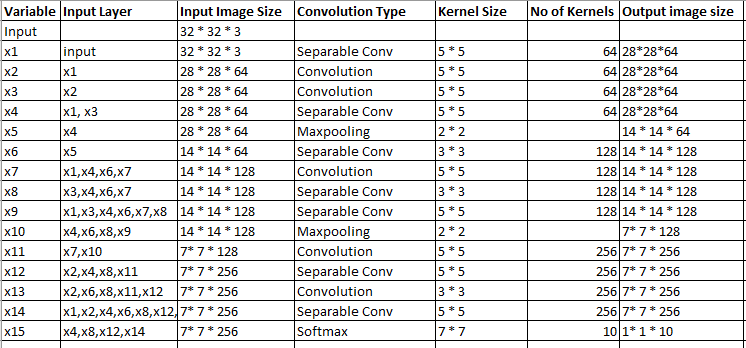 Variable Input Layer Input Image Size Convolution Type Kernel Size No of Kernels Output image size
Input 32 * 32 * 3
x1 input 32 * 32 * 3 Separable Conv 5 * 5 64 28*28*64
x2 x1 28 * 28 * 64 Convolution 5 * 5 64 28*28*64
x3 x2 28 * 28 * 64 Convolution 5 * 5 64 28*28*64
x4 x1, x3 28 * 28 * 64 Separable Conv 5 * 5 64 28*28*64
x5 x4 28 * 28 * 64 Maxpooling 2 * 2 14 * 14 * 64
x6 x5 14 * 14 * 64 Separable Conv 3 * 3 128 14 * 14 * 128
x7 x1,x4,x6,x7 14 * 14 * 128 Convolution 5 * 5 128 14 * 14 * 128
x8 x3,x4,x6,x7 14 * 14 * 128 Separable Conv 3 * 3 128 14 * 14 * 128
x9 x1,x3,x4,x6,x7,x8 14 * 14 * 128 Separable Conv 5 * 5 128 14 * 14 * 128
x10 x4,x6,x8,x9 14 * 14 * 128 Maxpooling 2 * 2 7* 7 * 128
x11 x7,x10 7* 7 * 128 Convolution 5 * 5 256 7* 7 * 256
x12 x2,x4,x8,x11 7* 7 * 256 Separable Conv 5 * 5 256 7* 7 * 256
x13 x2,x6,x8,x11,x12 7* 7 * 256 Convolution 3 * 3 256 7* 7 * 256
x14 x1,x2,x4,x6,x8,x12, 7* 7 * 256 Separable Conv 5 * 5 256 7* 7 * 256
x15 x4,x8,x12,x14 7* 7 * 256 Softmax 7 * 7 10 1* 1 * 10